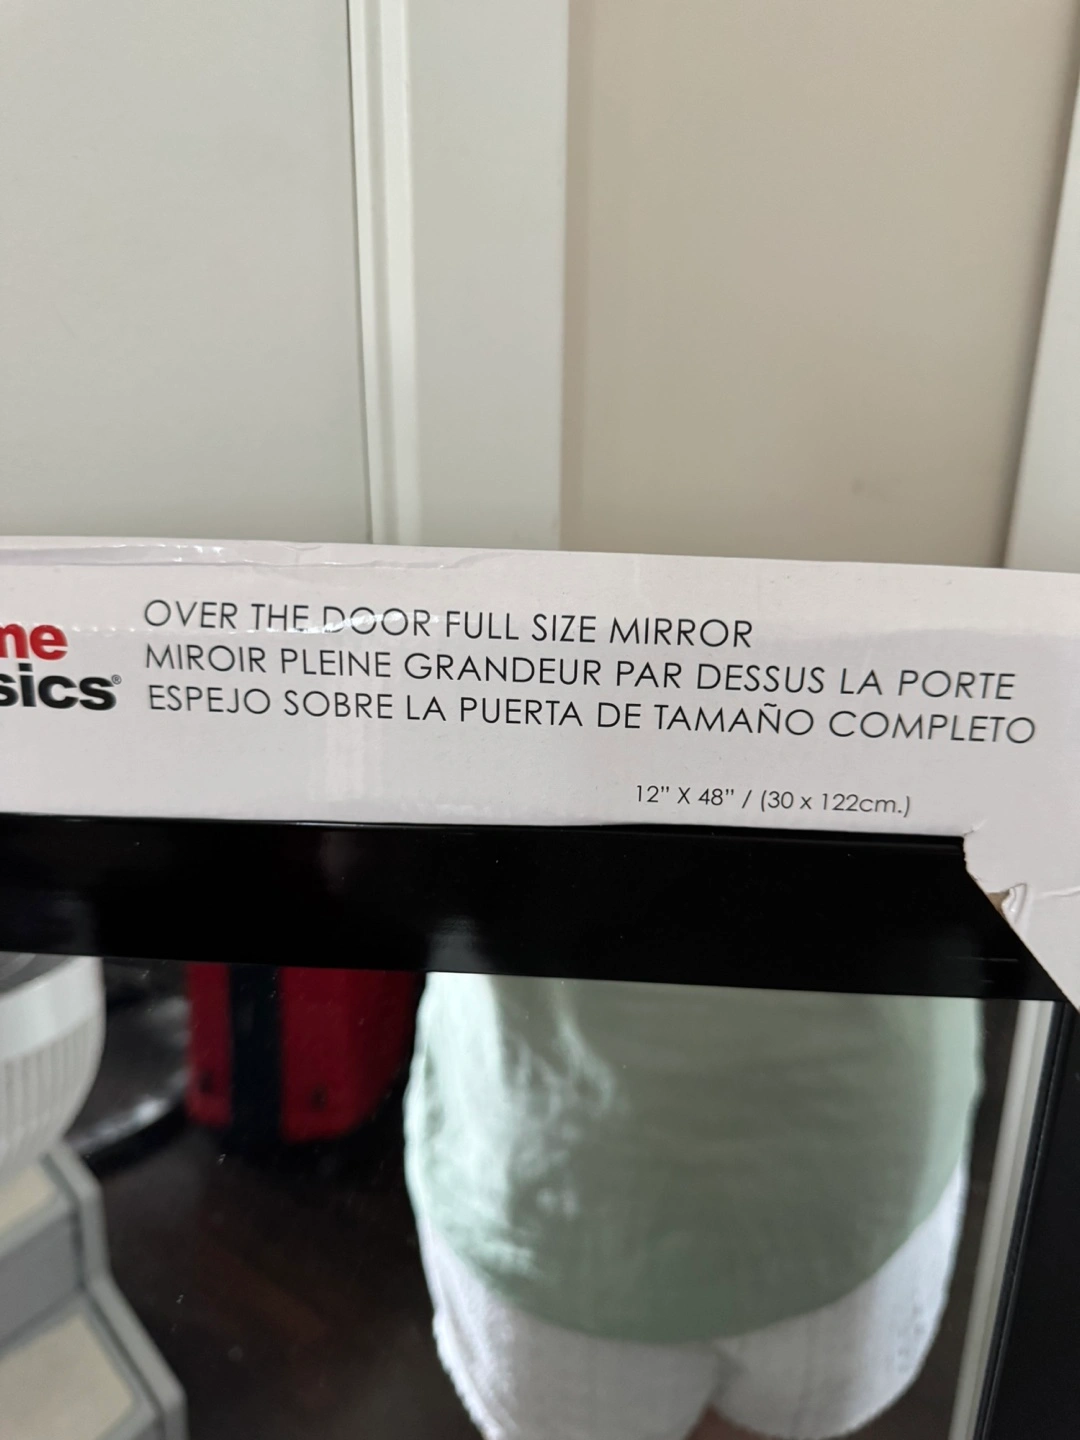 OVER THE DOOR FULL SIZE MIRROR
MIROIR PLEINE GRANDEUR PAR DESSUS LA PORTE
ESPEJO SOBRE LA PUERTA DE TAMAÑO COMPLETO
12” X 48” / (30 x 122cm.)